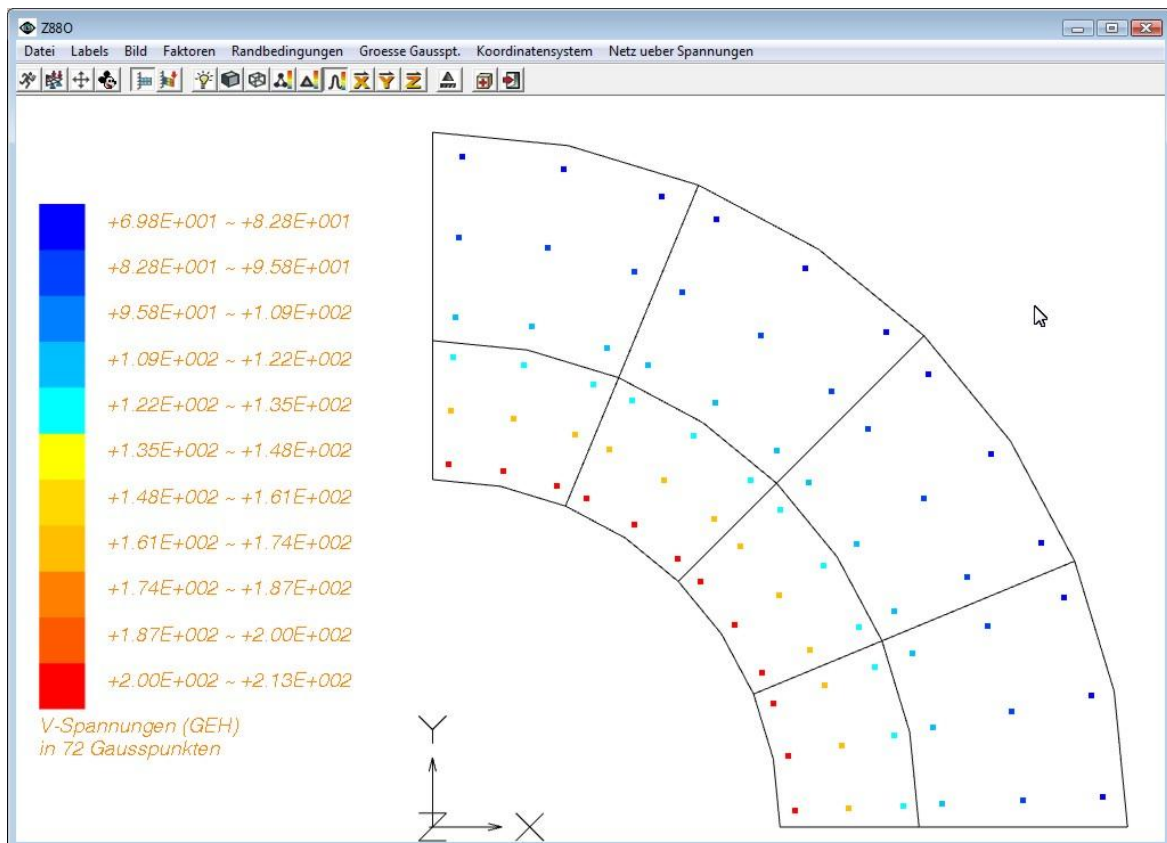 Z88O
Datei Labels Bild Faktoren Randbedingungen Groesse Gausspt. Koordinatensystem Netz ueber Spannungen
X Y Z
+6.98E+001 ~ +8.28E+001
+8.28E+001 ~ +9.58E+001
+9.58E+001 ~ +1.09E+002
+1.09E+002 ~ +1.22E+002
+1.22E+002 ~ +1.35E+002
+1.35E+002 ~ +1.48E+002
+1.48E+002 ~ +1.61E+002
+1.61E+002 ~ +1.74E+002
+1.74E+002 ~ +1.87E+002
+1.87E+002 ~ +2.00E+002
+2.00E+002 ~ +2.13E+002
V-Spannungen (GEH)
in 72 Gausspunkten
Y
Z X